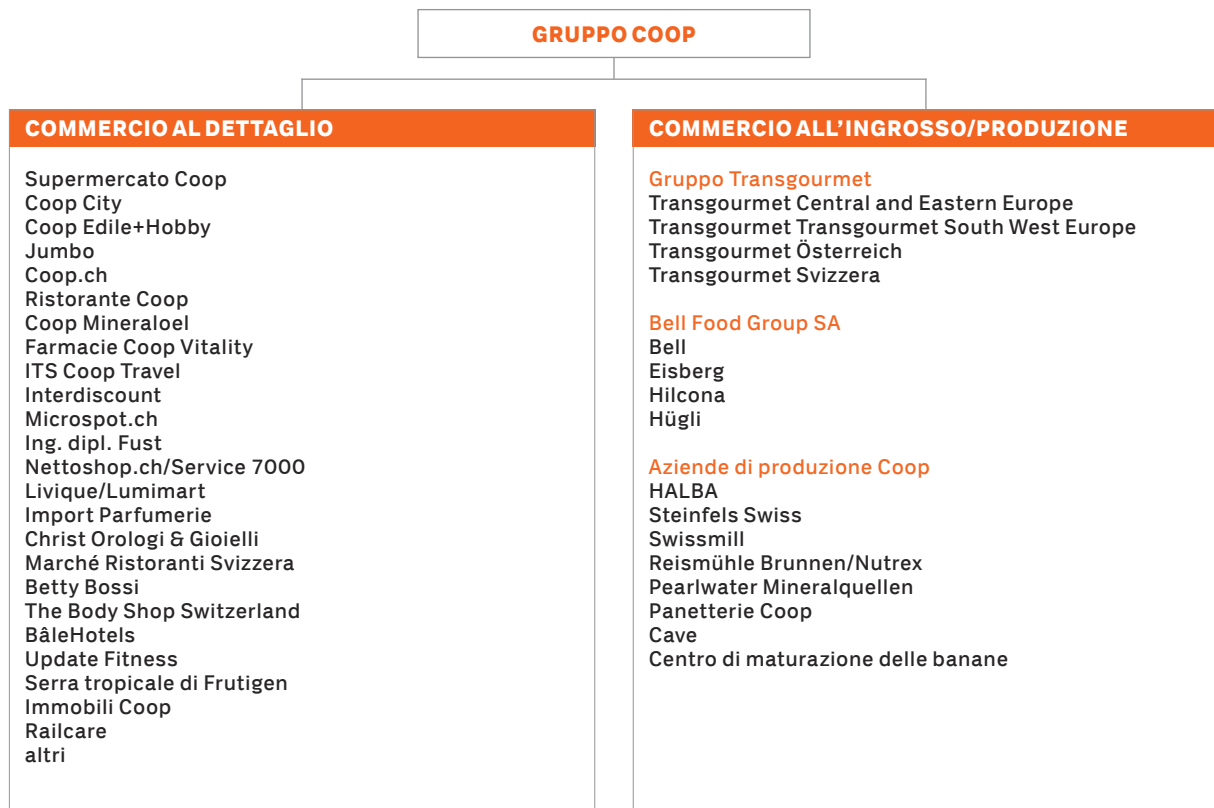 GRUPPO COOP
COMMERCIO AL DETTAGLIO
Supermercato Coop
Coop City
Coop Edile+Hobby
Jumbo
Coop.ch
Ristorante Coop
Coop Mineraloel
Farmacie Coop Vitality
ITS Coop Travel
Interdiscount
Microspot.ch
Ing. dipl. Fust
Nettoshop.ch/Service 7000
Livique/Lumimart
Import Parfumerie
Christ Orologi & Gioielli
Marché Ristoranti Svizzera
Betty Bossi
The Body Shop Switzerland
BâleHotels
Update Fitness
Serra tropicale di Frutigen
Immobili Coop
Railcare
altri
COMMERCIO ALL'INGROSSO/PRODUZIONE
Gruppo Transgourmet
Transgourmet Central and Eastern Europe
Transgourmet Transgourmet South West Europe
Transgourmet Österreich
Transgourmet Svizzera
Bell Food Group SA
Bell
Eisberg
Hilcona
Hügli
Aziende di produzione Coop
HALBA
Steinfels Swiss
Swissmill
Reismühle Brunnen/Nutrex
Pearlwater Mineralquellen
Panetterie Coop
Cave
Centro di maturazione delle banane